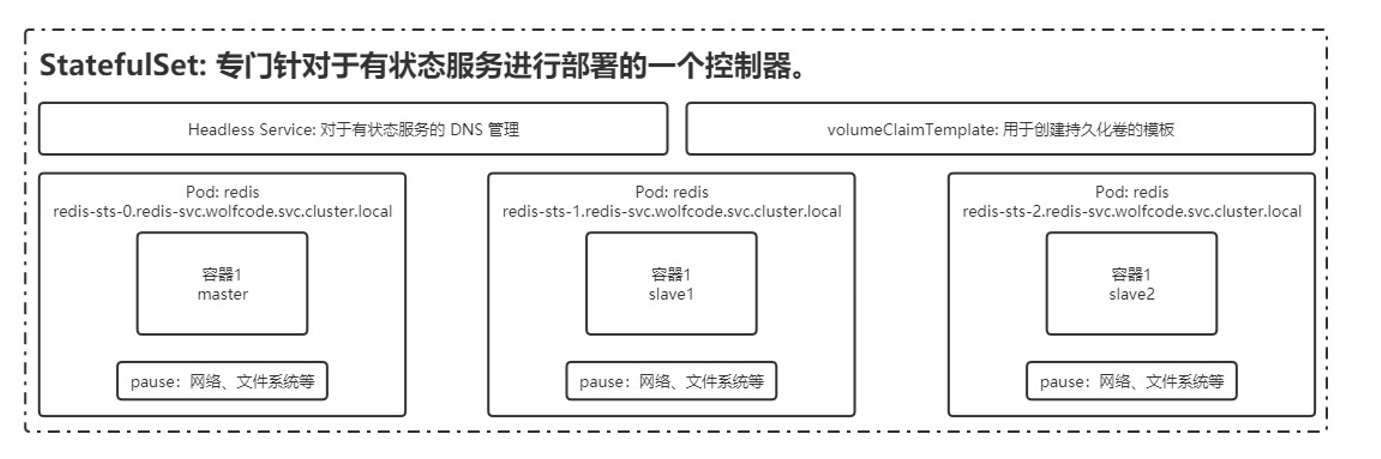 StatefulSet: 专门针对于有状态服务进行部署的一个控制器。
Headless Service: 对于有状态服务的 DNS 管理
volumeClaimTemplate: 用于创建持久化卷的模板
Pod: redis
redis-sts-0.redis-svc.wolfcode.svc.cluster.local
容器1
master
pause：网络、文件系统等
Pod: redis
redis-sts-1.redis-svc.wolfcode.svc.cluster.local
容器1
slave1
pause：网络、文件系统等
Pod: redis
redis-sts-2.redis-svc.wolfcode.svc.cluster.local
容器1
slave2
pause：网络、文件系统等